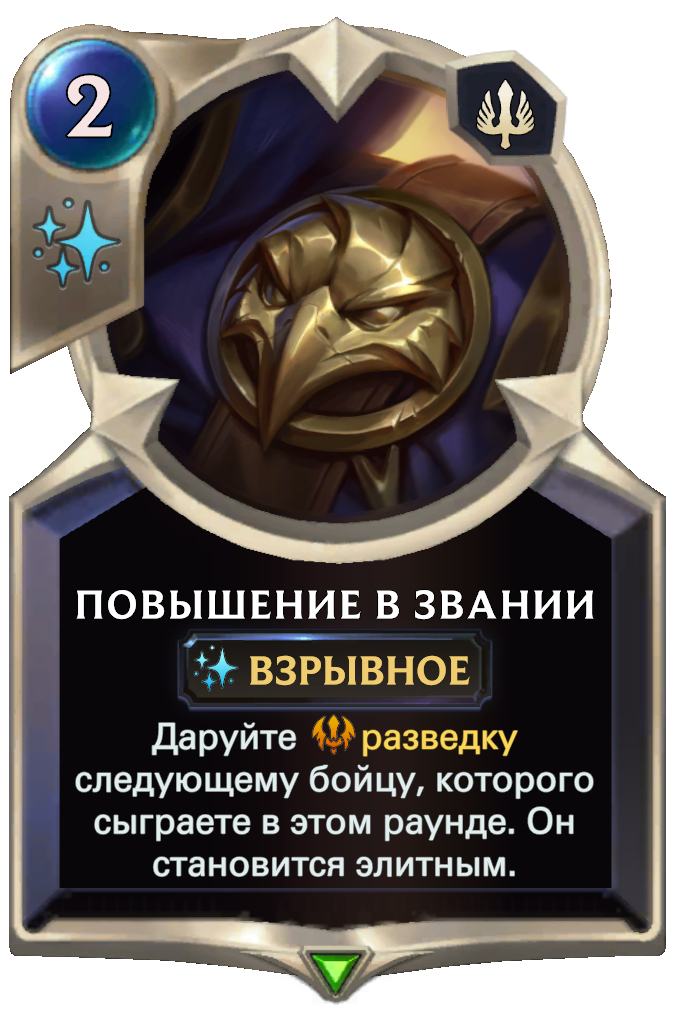 2
ПОВЫШЕНИЕ В ЗВАНИИ
ВЗРЫВНОЕ
Даруйте разведку
следующему бойцу, которого
сыграете в этом раунде. Он
становится элитным.